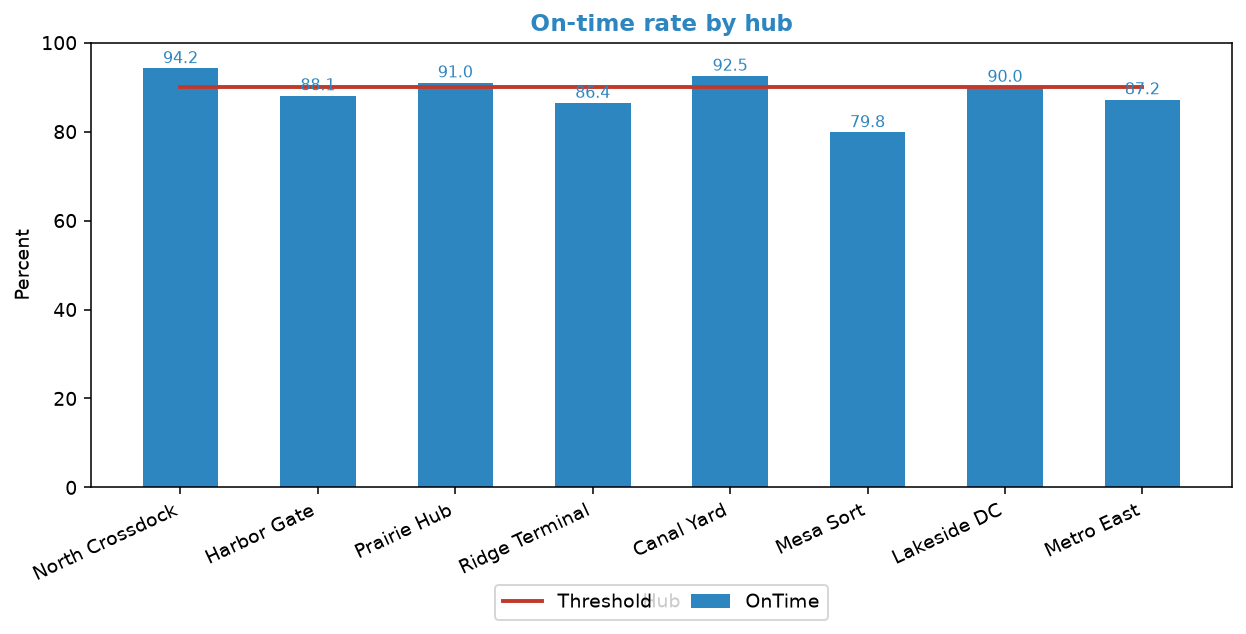 On-time rate by hub
100
80
60
40
20
0
Percent
94.2
88.1
91.0
86.4
92.5
79.8
90.0
87.2
North Crossdock
Harbor Gate
Prairie Hub
Ridge Terminal
Canal Yard
Mesa Sort
Lakeside DC
Metro East
Hub
Threshold
OnTime